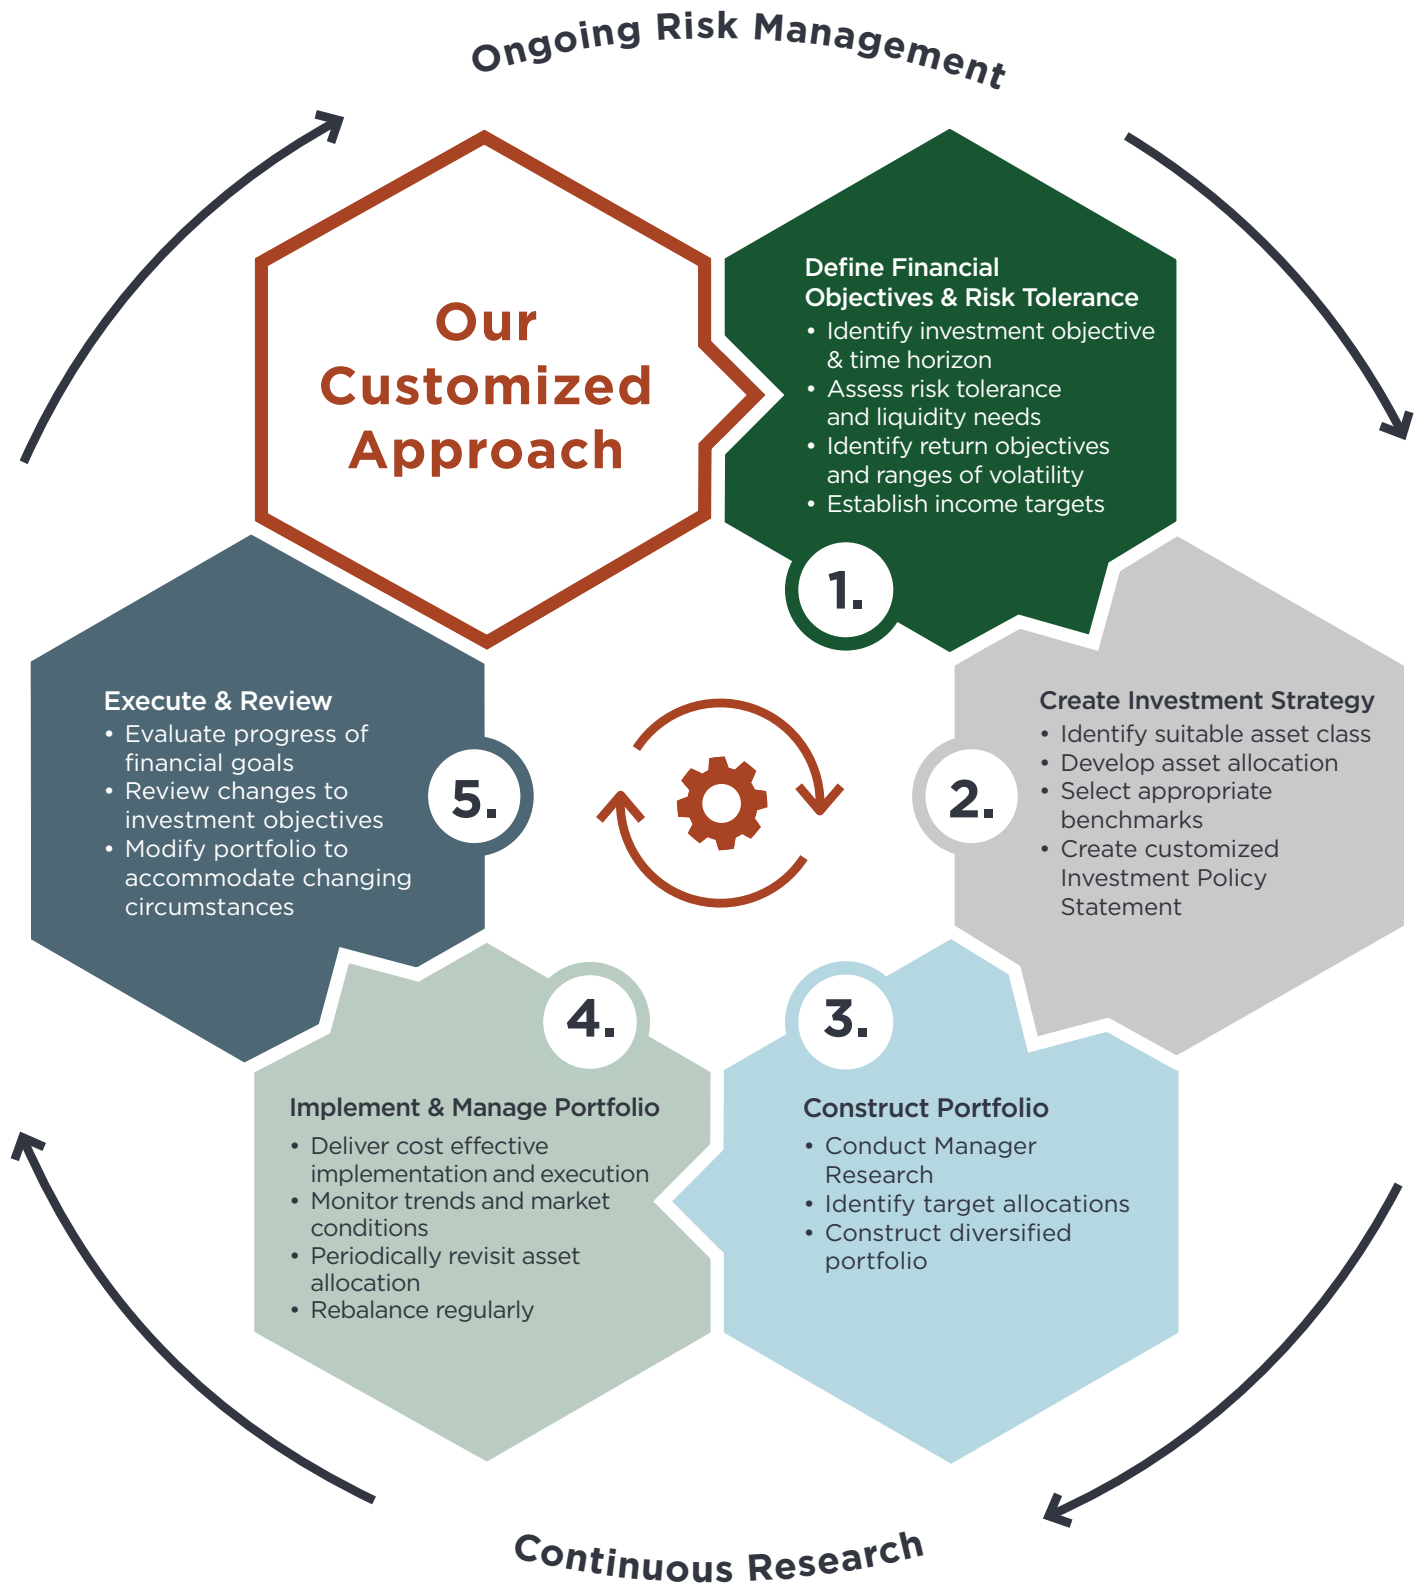 Ongoing Risk Management
Our
Customized
Approach
Define Financial
Objectives & Risk Tolerance
• Identify investment objective
& time horizon
• Assess risk tolerance
and liquidity needs
• Identify return objectives
and ranges of volatility
• Establish income targets
1.
Create Investment Strategy
• Identify suitable asset class
• Develop asset allocation
• Select appropriate
benchmarks
• Create customized
Investment Policy
Statement
2.
3.
Construct Portfolio
• Conduct Manager
Research
• Identify target allocations
• Construct diversified
portfolio
4.
Implement & Manage Portfolio
• Deliver cost effective
implementation and execution
• Monitor trends and market
conditions
• Periodically revisit asset
allocation
• Rebalance regularly
Execute & Review
• Evaluate progress of
financial goals
• Review changes to
investment objectives
• Modify portfolio to
accommodate changing
circumstances
5.
Continuous Research